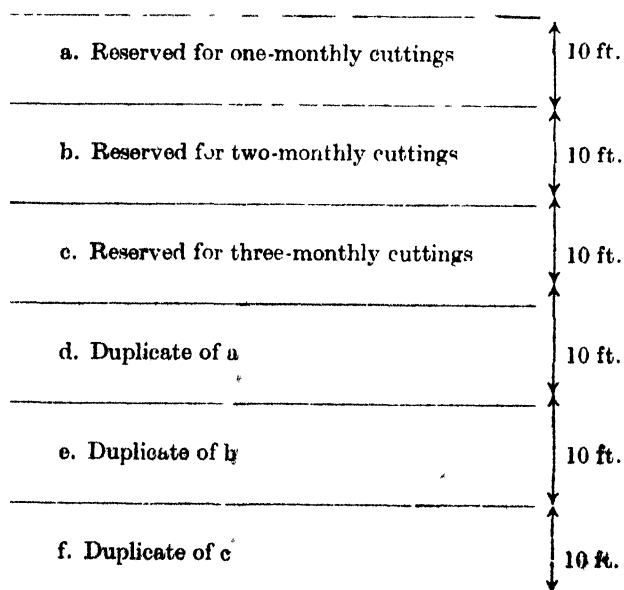 a. Reserved for one-monthly cuttings 10 ft.
b. Reserved for two-monthly cuttings 10 ft.
c. Reserved for three-monthly cuttings 10 ft.
d. Duplicate of a 10 ft.
e. Duplicate of b 10 ft.
f. Duplicate of c 10 ft.